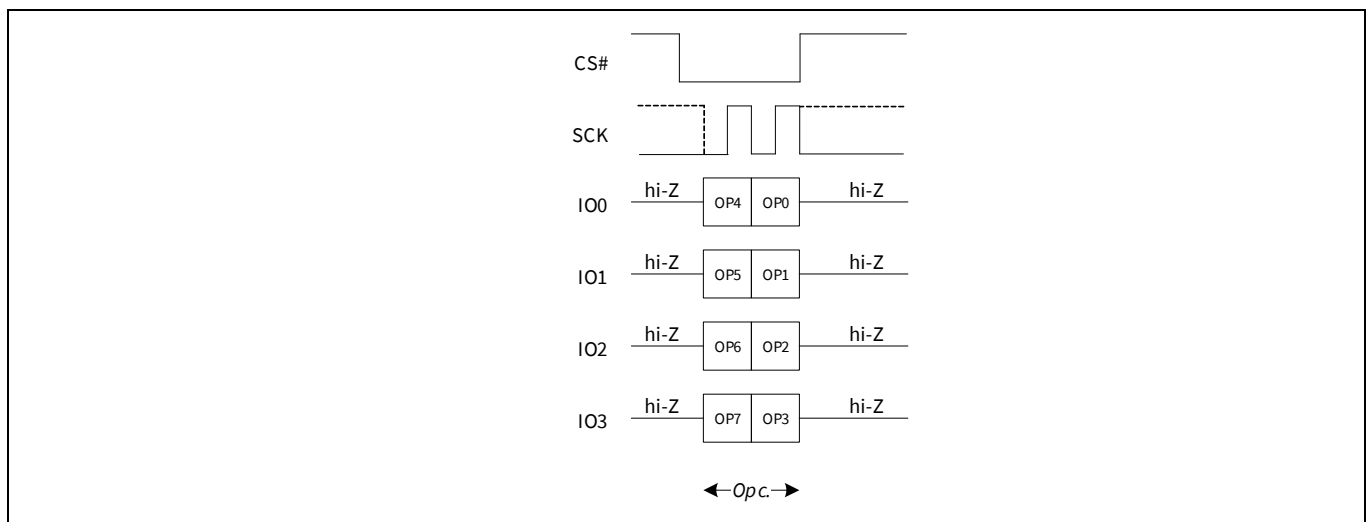 CS#
SCK
hi-Z OP4 OP0 hi-Z
IO0
hi-Z OP5 OP1 hi-Z
IO1
hi-Z OP6 OP2 hi-Z
IO2
hi-Z OP7 OP3 hi-Z
IO3
Opc.